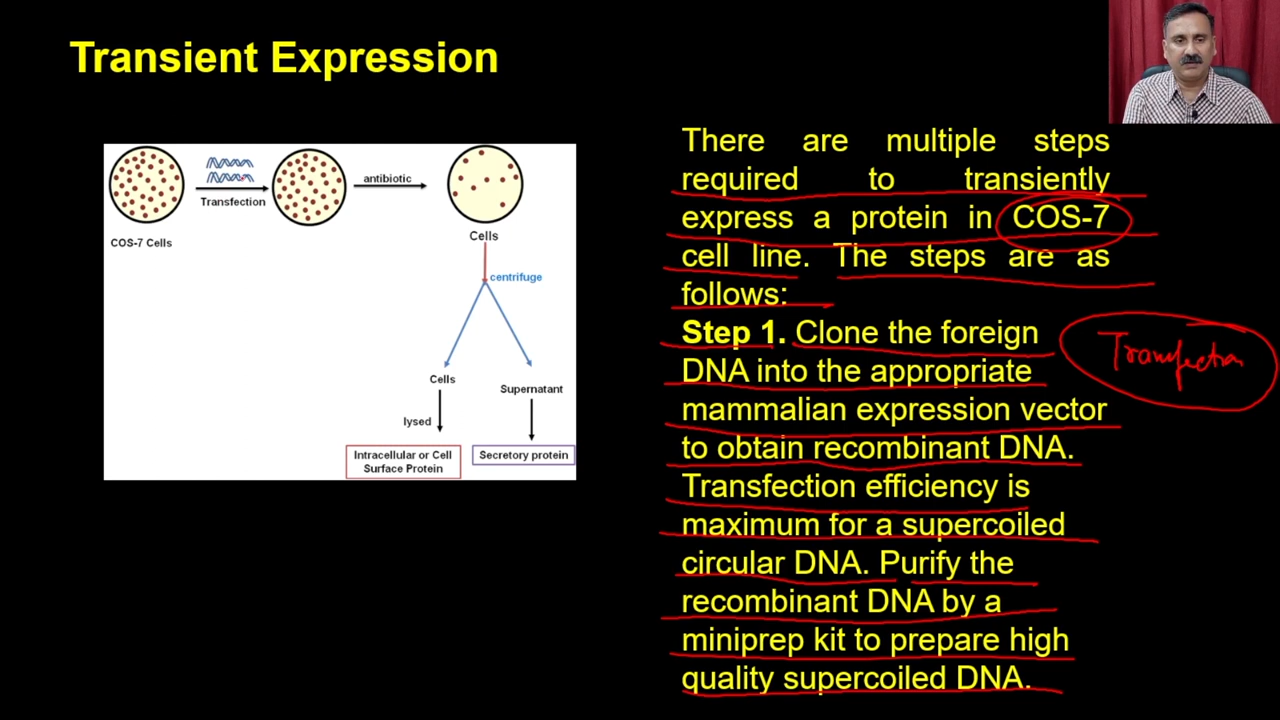 Transient Expression
Transfection
antibiotic
COS-7 Cells
Cells
centrifuge
Cells
Supernatant
lysed
Intracellular or Cell
Surface Protein
Secretory protein
There are multiple steps
required to transiently
express a protein in COS-7
cell line. The steps are as
follows:
Step 1. Clone the foreign
DNA into the appropriate
mammalian expression vector
to obtain recombinant DNA.
Transfection efficiency is
maximum for a supercoiled
circular DNA. Purify the
recombinant DNA by a
miniprep kit to prepare high
quality supercoiled DNA.
Transfection